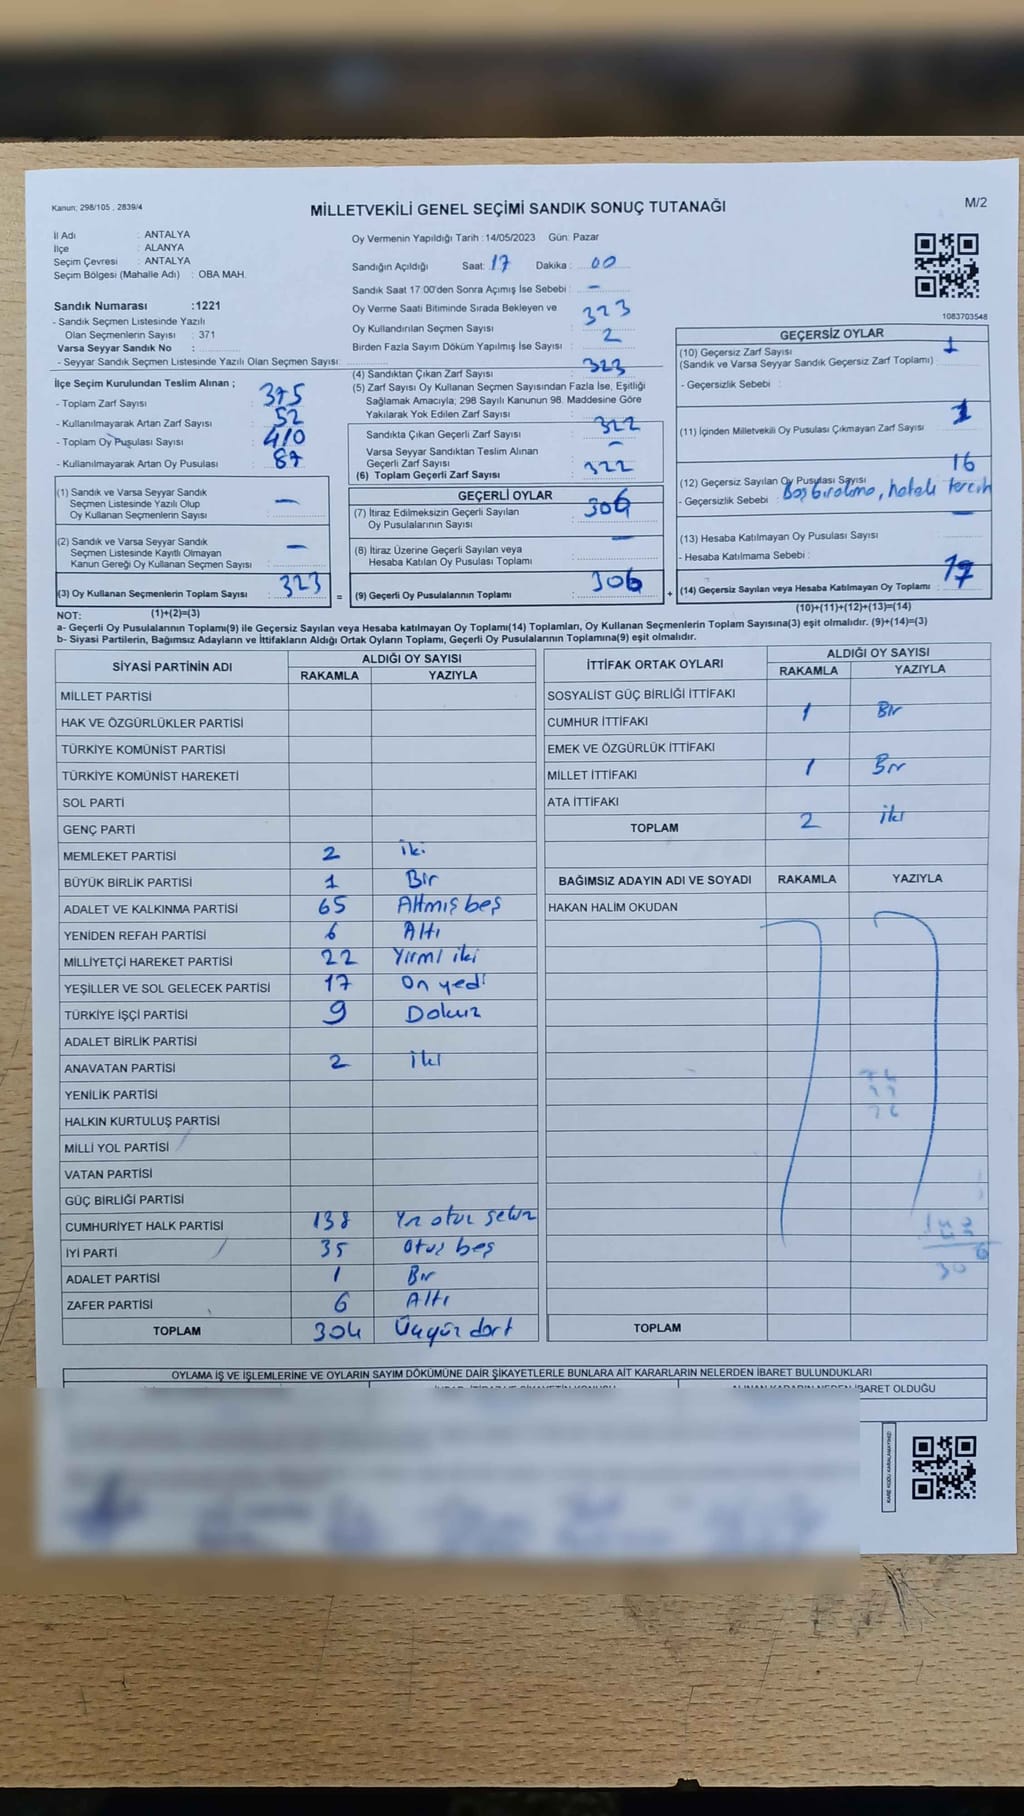 Kanun; 298/105 , 2839/4
MİLLETVEKİLİ GENEL SEÇİMİ SANDIK SONUÇ TUTANAĞI
M/2
İl Adı : ANTALYA
İlçe : ALANYA
Seçim Çevresi : ANTALYA
Seçim Bölgesi (Mahalle Adı) : OBA MAH.
Sandık Numarası :1221
- Sandık Seçmen Listesinde Yazılı
Olan Seçmenlerin Sayısı : 371
Varsa Seyyar Sandık No :
- Seyyar Sandık Seçmen Listesinde Yazılı Olan Seçmen Sayısı:
Oy Vermenin Yapıldığı Tarih :14/05/2023 Gün: Pazar
Sandığın Açıldığı Saat: 17 Dakika : 00
Sandık Saat 17.00'den Sonra Açımış İse Sebebi : -
Oy Verme Saati Bitiminde Sırada Bekleyen ve
Oy Kullandırılan Seçmen Sayısı : 323
Birden Fazla Sayım Döküm Yapılmış İse Sayısı : 2
1083703548
İlçe Seçim Kurulundan Teslim Alınan ;
- Toplam Zarf Sayısı : 375
- Kullanılmayarak Artan Zarf Sayısı : 52
- Toplam Oy Pusulası Sayısı : 410
- Kullanılmayarak Artan Oy Pusulası : 87
(4) Sandıktan Çıkan Zarf Sayısı : 323
(5) Zarf Sayısı Oy Kullanan Seçmen Sayısından Fazla İse, Eşitliği
Sağlamak Amacıyla; 298 Sayılı Kanunun 98. Maddesine Göre
Yakılarak Yok Edilen Zarf Sayısı :
Sandıkta Çıkan Geçerli Zarf Sayısı : 322
Varsa Seyyar Sandıktan Teslim Alınan
Geçerli Zarf Sayısı : -
(6) Toplam Geçerli Zarf Sayısı : 322
GEÇERSİZ OYLAR
(10) Geçersiz Zarf Sayısı : 1
(Sandık ve Varsa Seyyar Sandık Geçersiz Zarf Toplamı)
- Geçersizlik Sebebi :
(11) İçinden Milletvekili Oy Pusulası Çıkmayan Zarf Sayısı : 1
(12) Geçersiz Sayılan Oy Pusulası Sayısı : 16
- Geçersizlik Sebebi : Boş bırakma, hatalı tercih
(13) Hesaba Katılmayan Oy Pusulası Sayısı : -
- Hesaba Katılmama Sebebi :
(14) Geçersiz Sayılan veya Hesaba Katılmayan Oy Toplamı : 17
(10)+(11)+(12)+(13)=(14)
(1) Sandık ve Varsa Seyyar Sandık
Seçmen Listesinde Yazılı Olup
Oy Kullanan Seçmenlerin Sayısı : -
(2) Sandık ve Varsa Seyyar Sandık
Seçmen Listesinde Kayıtlı Olmayan
Kanun Gereği Oy Kullanan Seçmen Sayısı : -
(3) Oy Kullanan Seçmenlerin Toplam Sayısı : 323
=
GEÇERLİ OYLAR
(7) İtiraz Edilmeksizin Geçerli Sayılan
Oy Pusulalarının Sayısı : 306
(8) İtiraz Üzerine Geçerli Sayılan veya
Hesaba Katılan Oy Pusulası Toplamı : -
(9) Geçerli Oy Pusulalarının Toplamı : 306
+
NOT: (1)+(2)=(3)
a- Geçerli Oy Pusulalarının Toplamı(9) ile Geçersiz Sayılan veya Hesaba katılmayan Oy Toplamı(14) Toplamları, Oy Kullanan Seçmenlerin Toplam Sayısına(3) eşit olmalıdır. (9)+(14)=(3)
b- Siyasi Partilerin, Bağımsız Adayların ve İttifakların Aldığı Ortak Oyların Toplamı, Geçerli Oy Pusulalarının Toplamına(9) eşit olmalıdır.
SİYASİ PARTİNİN ADI
ALDIĞI OY SAYISI
RAKAMLA YAZIYLA
MİLLET PARTİSİ
HAK VE ÖZGÜRLÜKLER PARTİSİ
TÜRKİYE KOMÜNİST PARTİSİ
TÜRKİYE KOMÜNİST HAREKETİ
SOL PARTİ
GENÇ PARTİ
MEMLEKET PARTİSİ 2 iki
BÜYÜK BİRLİK PARTİSİ 1 Bir
ADALET VE KALKINMA PARTİSİ 65 Altmış beş
YENİDEN REFAH PARTİSİ 6 Altı
MİLLİYETÇİ HAREKET PARTİSİ 22 Yirmi iki
YEŞİLLER VE SOL GELECEK PARTİSİ 17 On yedi
TÜRKİYE İŞÇİ PARTİSİ 9 Dokuz
ADALET BİRLİK PARTİSİ
ANAVATAN PARTİSİ 2 iki
YENİLİK PARTİSİ
HALKIN KURTULUŞ PARTİSİ
MİLLİ YOL PARTİSİ
VATAN PARTİSİ
GÜÇ BİRLİĞİ PARTİSİ
CUMHURİYET HALK PARTİSİ 138 Yüz otuz sekiz
İYİ PARTİ 35 Otuz beş
ADALET PARTİSİ 1 Bir
ZAFER PARTİSİ 6 Altı
TOPLAM 304 Üçyüz dört
İTTİFAK ORTAK OYLARI
ALDIĞI OY SAYISI
RAKAMLA YAZIYLA
SOSYALİST GÜÇ BİRLİĞİ İTTİFAKI
CUMHUR İTTİFAKI 1 Bir
EMEK VE ÖZGÜRLÜK İTTİFAKI
MİLLET İTTİFAKI 1 Bir
ATA İTTİFAKI
TOPLAM 2 iki
BAĞIMSIZ ADAYIN ADI VE SOYADI RAKAMLA YAZIYLA
HAKAN HALİM OKUDAN
TOPLAM
OYLAMA İŞ VE İŞLEMLERİNE VE OYLARIN SAYIM DÖKÜMÜNE DAİR ŞİKAYETLERLE BUNLARA AİT KARARLARIN NELERDEN İBARET BULUNDUKLARI
İBARET OLDUĞU